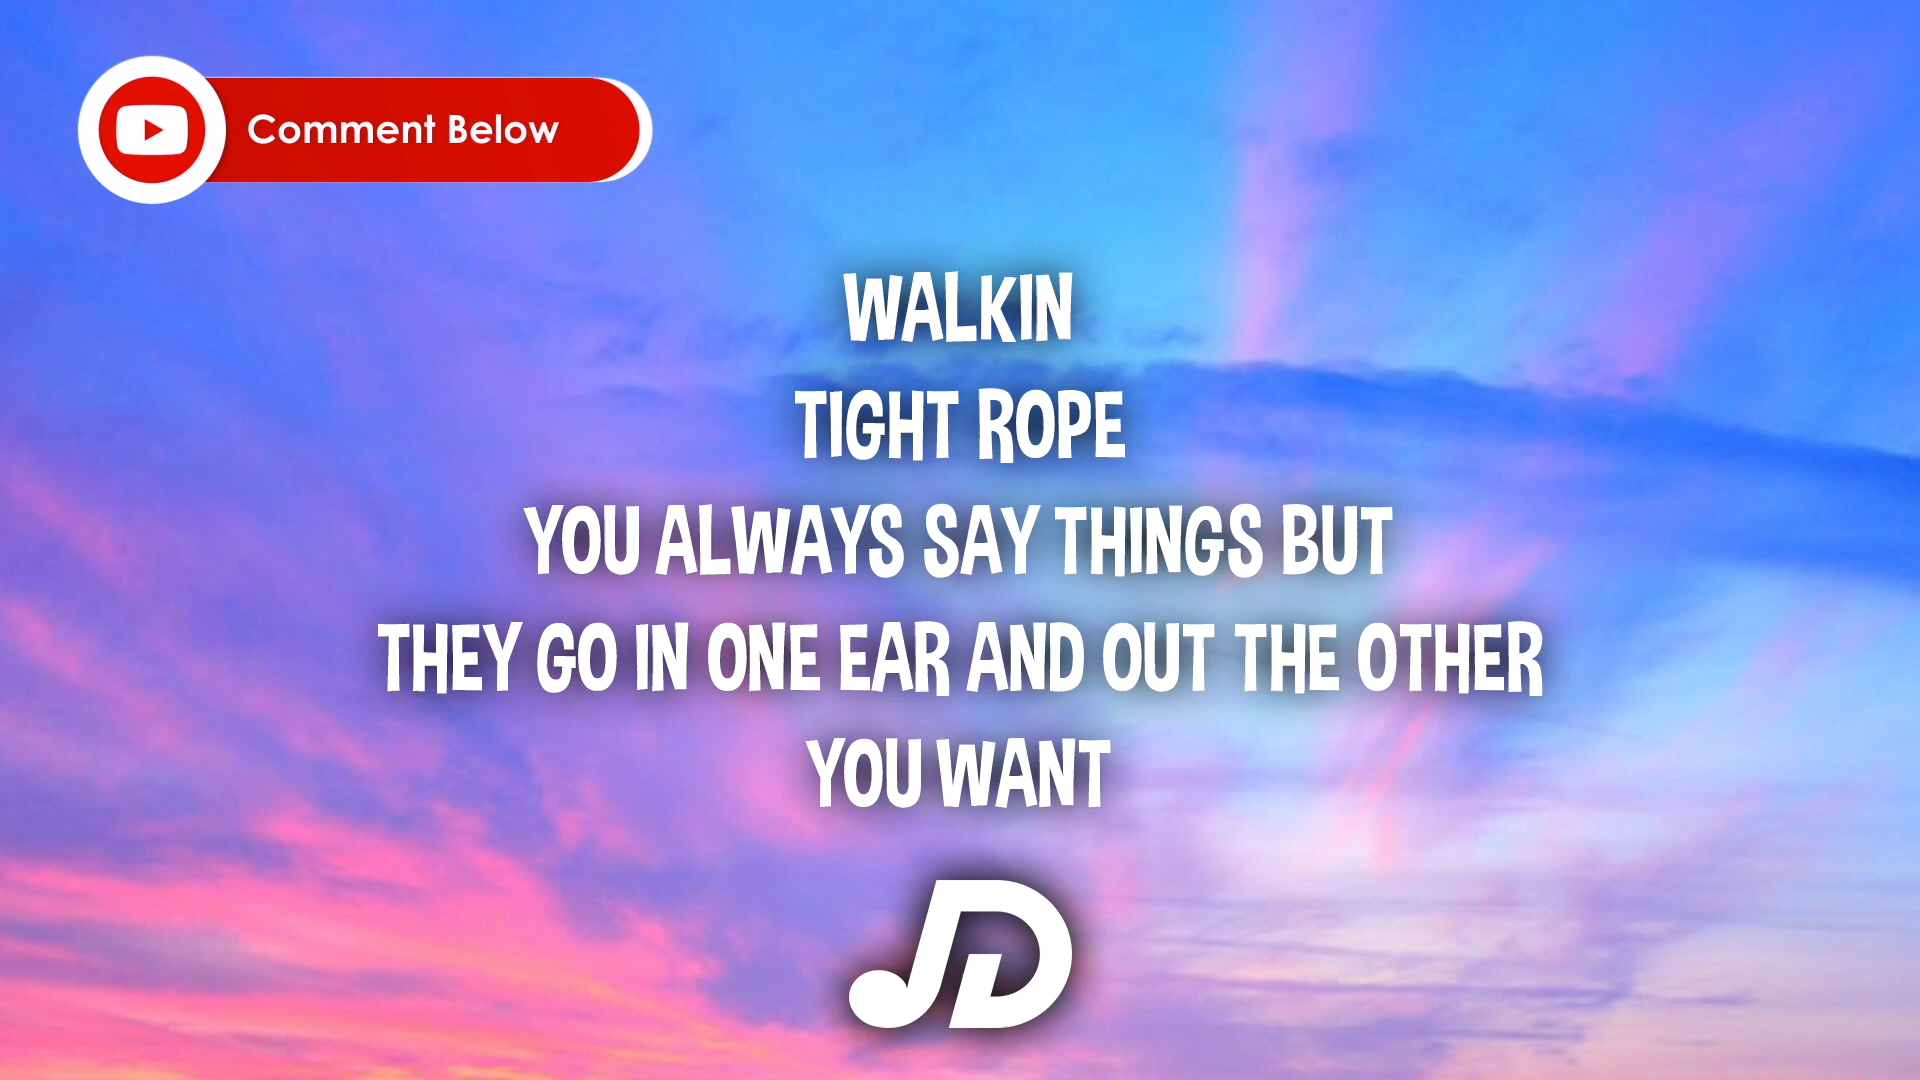 Comment Below
WALKIN
TIGHT ROPE
YOU ALWAYS SAY THINGS BUT
THEY GO IN ONE EAR AND OUT THE OTHER
YOU WANT
JD